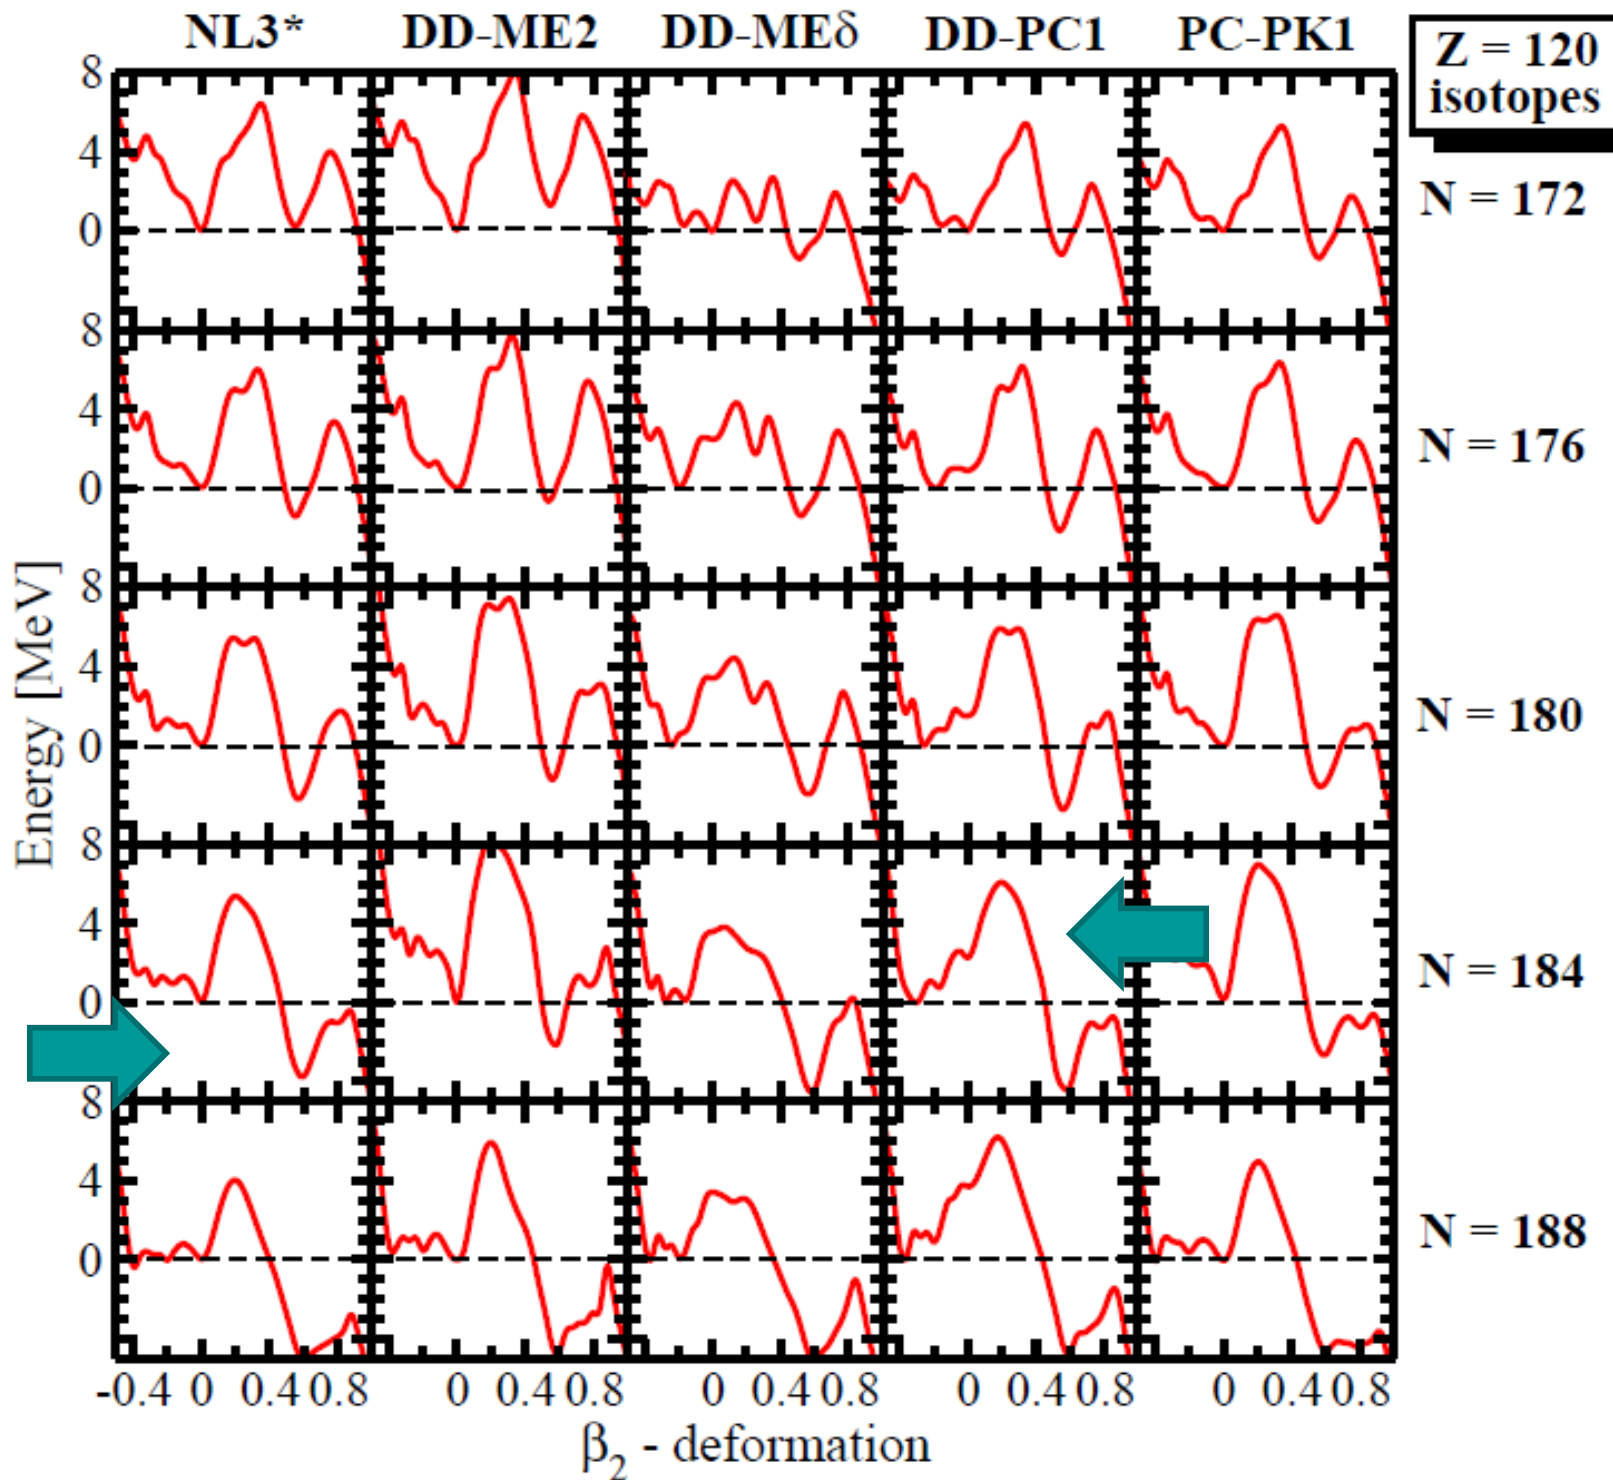 NL3* DD-ME2 DD-MEδ DD-PC1 PC-PK1
Z = 120
isotopes
8
4
0
N = 172
8
4
0
N = 176
8
4
0
N = 180
8
4
0
N = 184
8
4
0
N = 188
Energy [MeV]
-0.4 0 0.4 0.8 0 0.4 0.8 0 0.4 0.8 0 0.4 0.8 0 0.4 0.8
β₂ - deformation